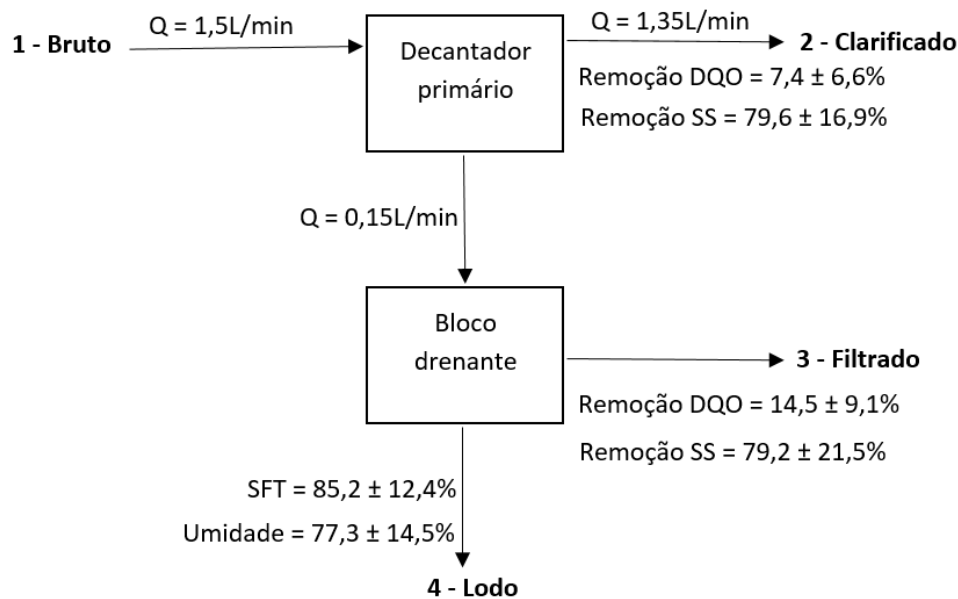 Q = 1,5L/min
Q = 1,35L/min
1 - Bruto
Decantador
primário
2 - Clarificado
Remoção DQO = 7,4 ± 6,6%
Remoção SS = 79,6 ± 16,9%
Q = 0,15L/min
Bloco
drenante
3 - Filtrado
Remoção DQO = 14,5 ± 9,1%
Remoção SS = 79,2 ± 21,5%
SFT = 85,2 ± 12,4%
Umidade = 77,3 ± 14,5%
4 - Lodo